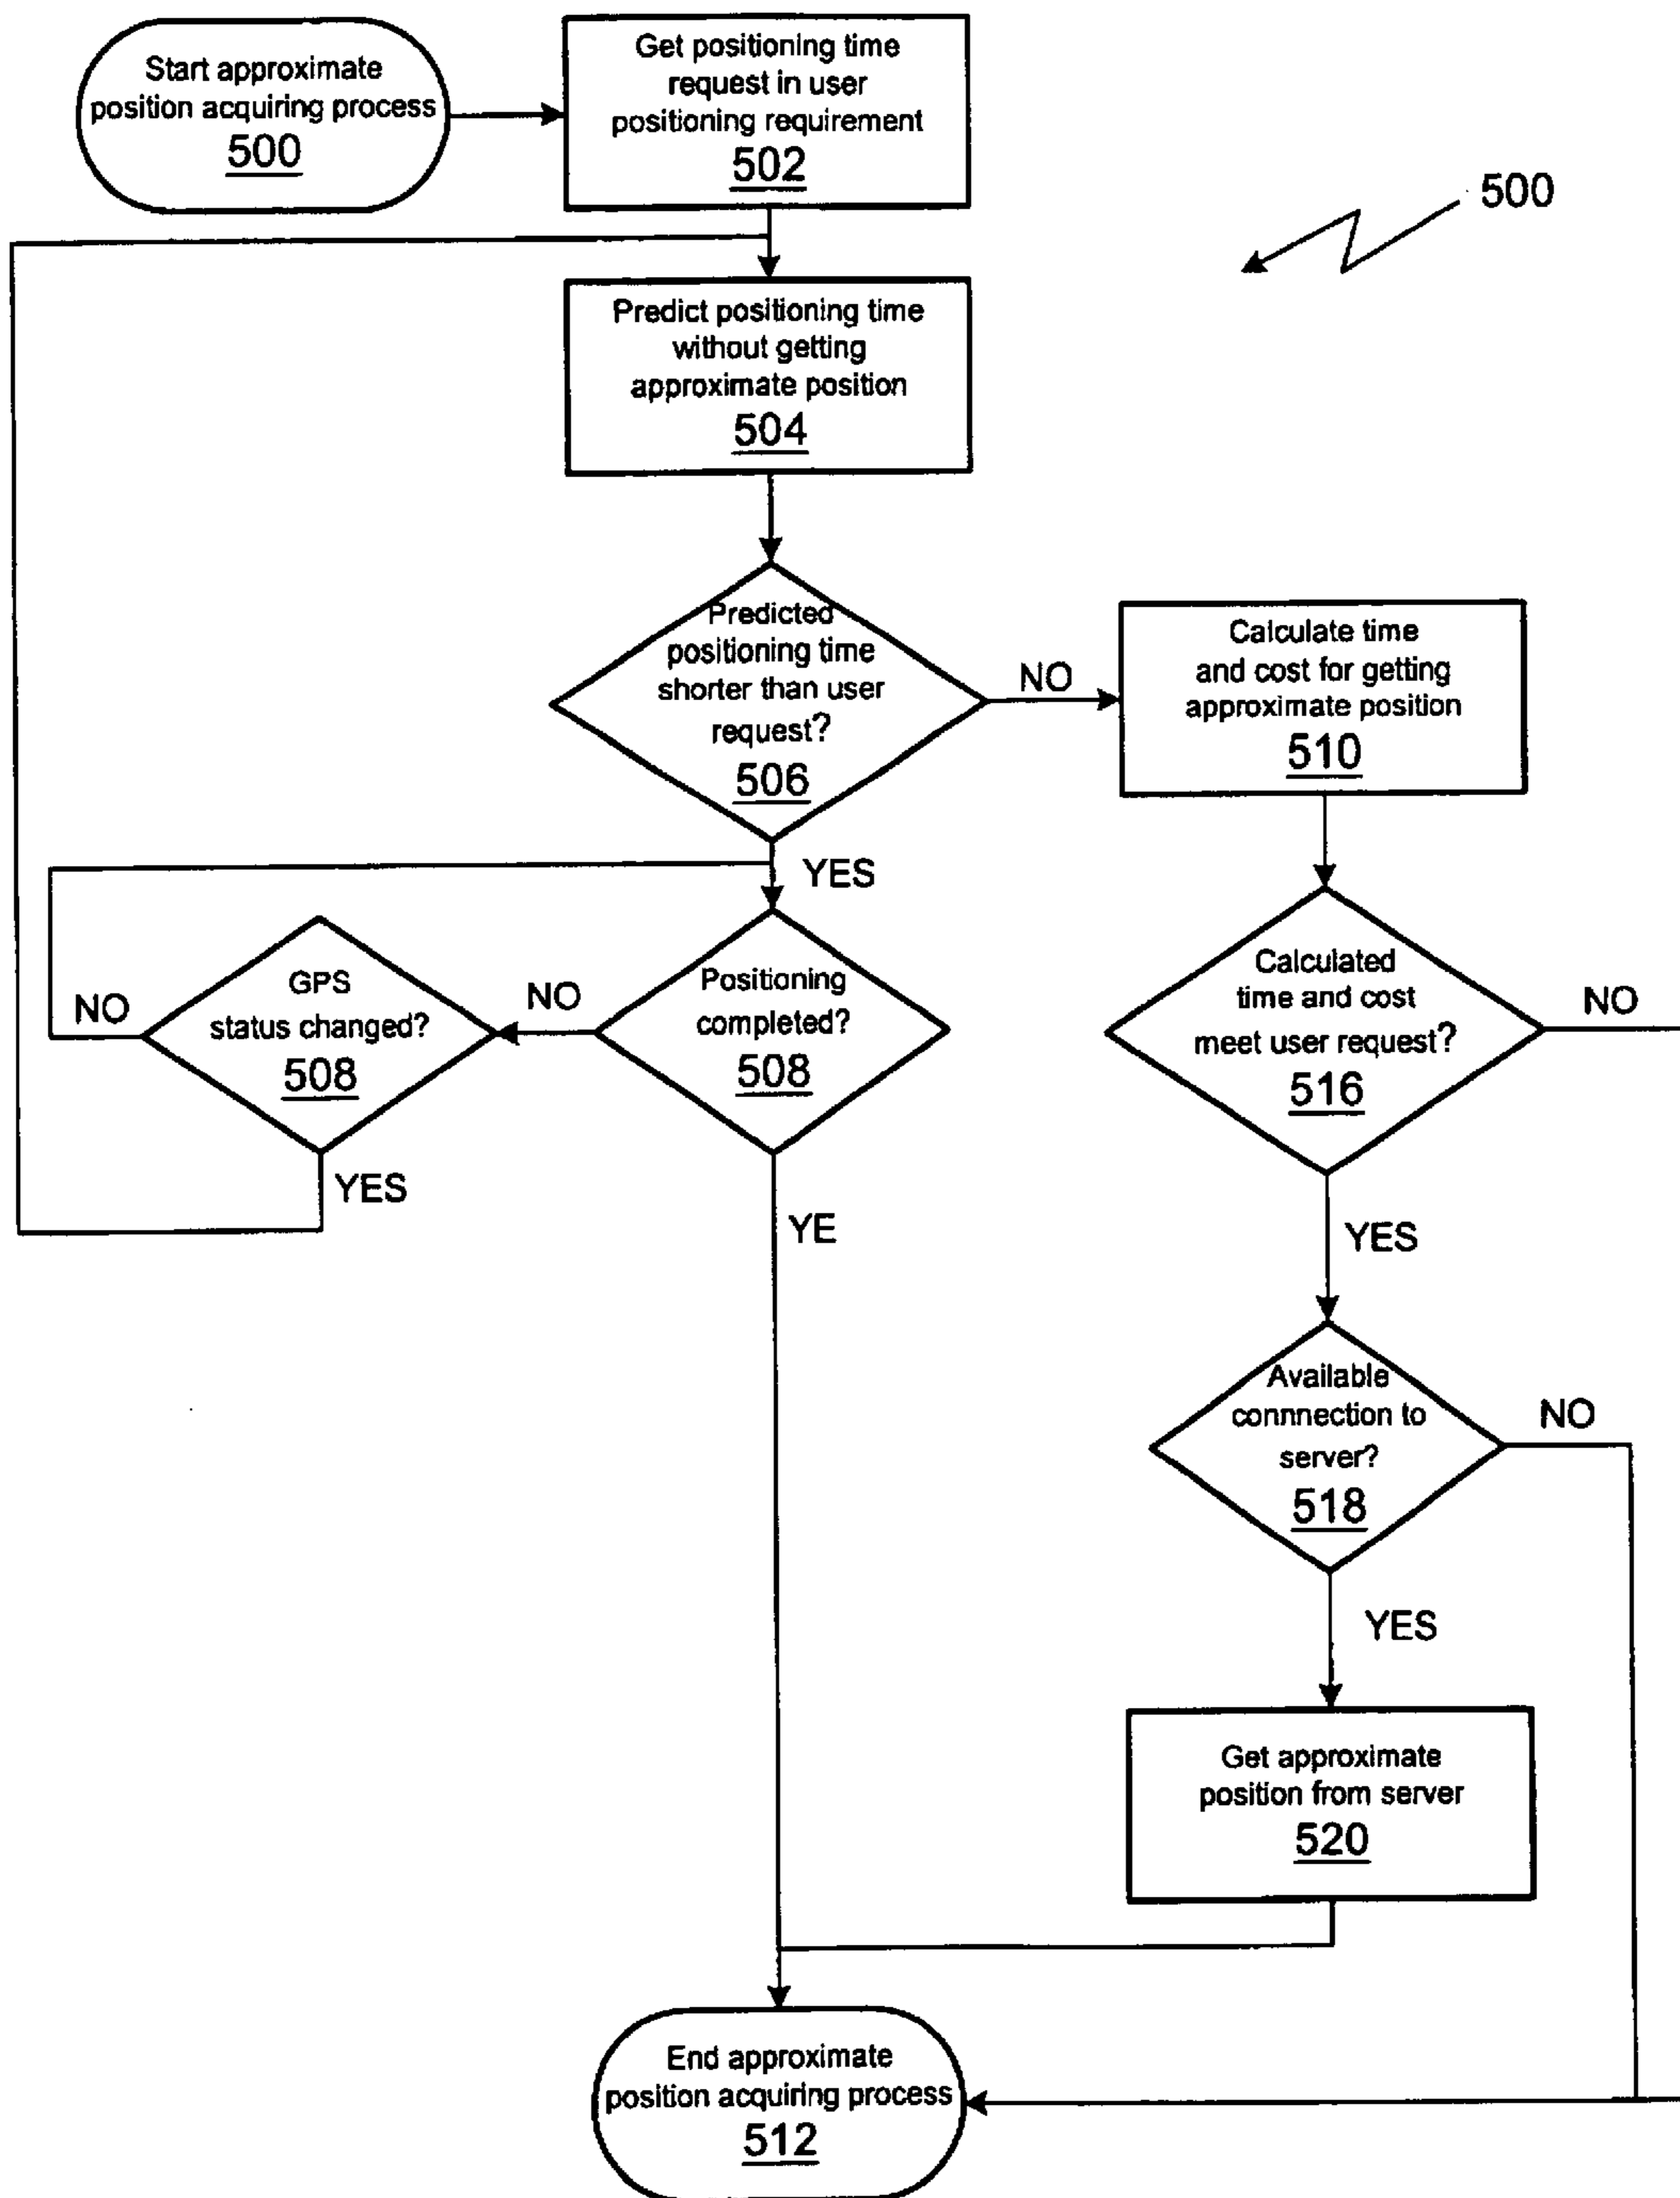 Start approximate
position acquiring process
500
Get positioning time
request in user
positioning requirement
502
500
Predict positioning time
without getting
approximate position
504
Predicted
positioning time
shorter than user
request?
506
NO
Calculate time
and cost for getting
approximate position
510
YES
GPS
status changed?
508
NO
YES
NO
Positioning
completed?
508
YE
Calculated
time and cost
meet user request?
516
NO
YES
Available
connnection to
server?
518
NO
YES
Get approximate
position from server
520
End approximate
position acquiring process
512